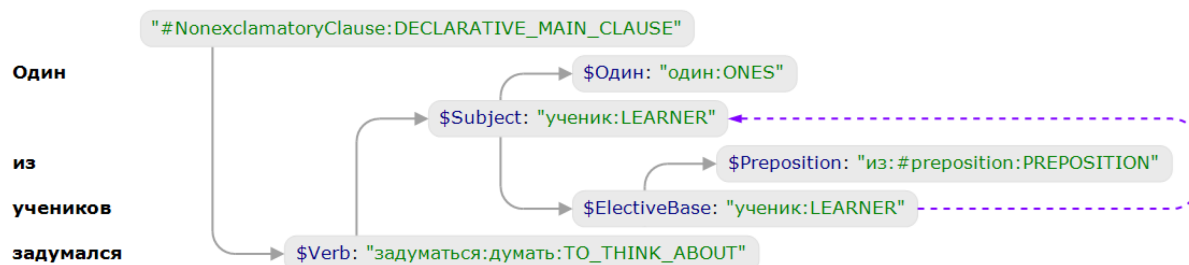 "#NonexclamatoryClause:DECLARATIVE_MAIN_CLAUSE"
Один $Один: "один:ONES"
$Subject: "ученик:LEARNER"
из $Preposition: "из:#preposition:PREPOSITION"
учеников $ElectiveBase: "ученик:LEARNER"
задумался $Verb: "задуматься:думать:TO_THINK_ABOUT"